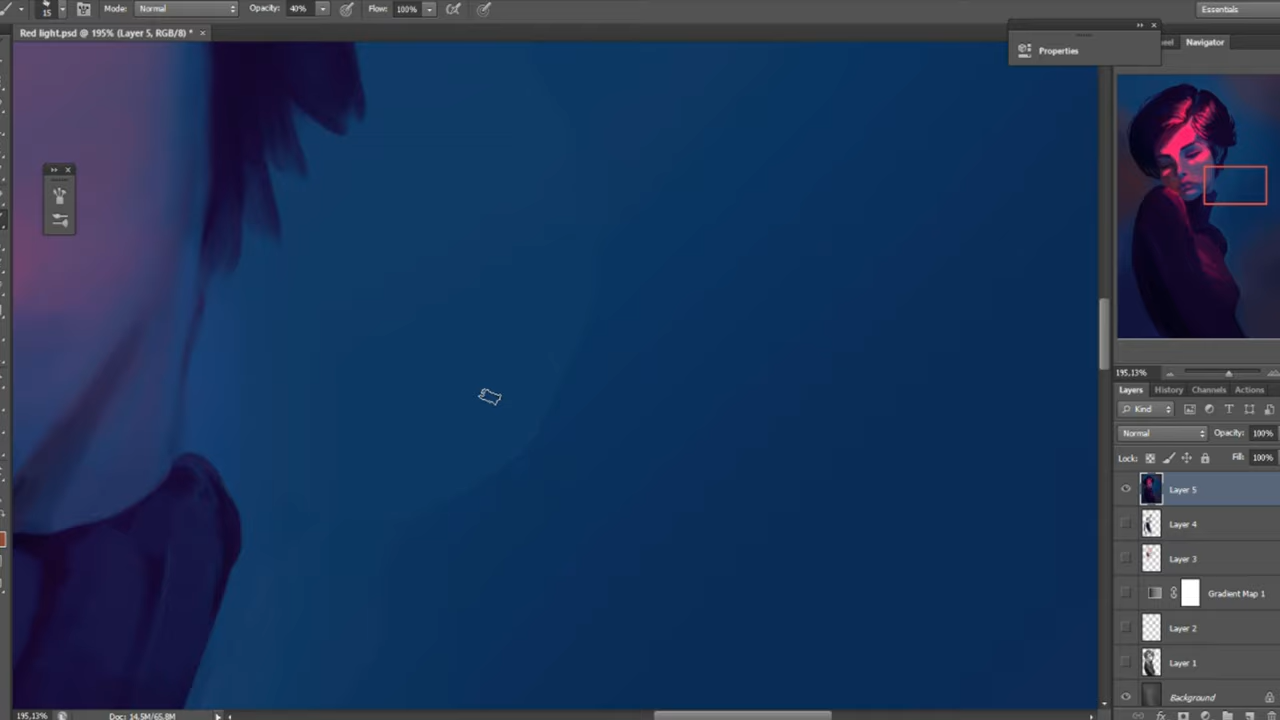 15 Mode: Normal Opacity: 40% Flow: 100% Essentials
Red light.psd @ 195% (Layer 5, RGB/8) * ×
Properties
Navigator
195,13%
Layers History Channels Actions
Kind
Normal Opacity: 100%
Lock: Fill: 100%
Layer 5
Layer 4
Layer 3
Gradient Map 1
Layer 2
Layer 1
Background
195,13% Doc: 14,5M/65,8M